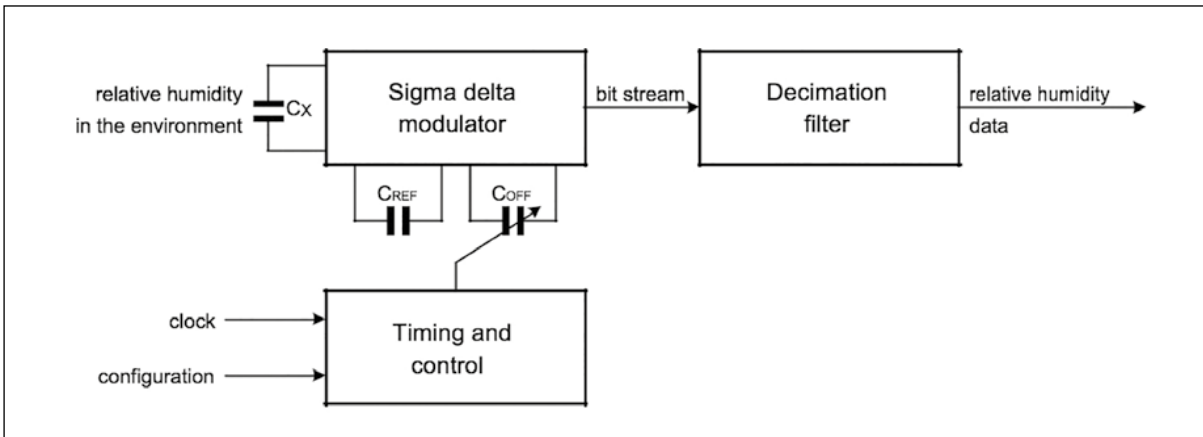 relative humidity
in the environment
CX
Sigma delta
modulator
bit stream
Decimation
filter
relative humidity
data
CREF
COFF
clock
configuration
Timing and
control